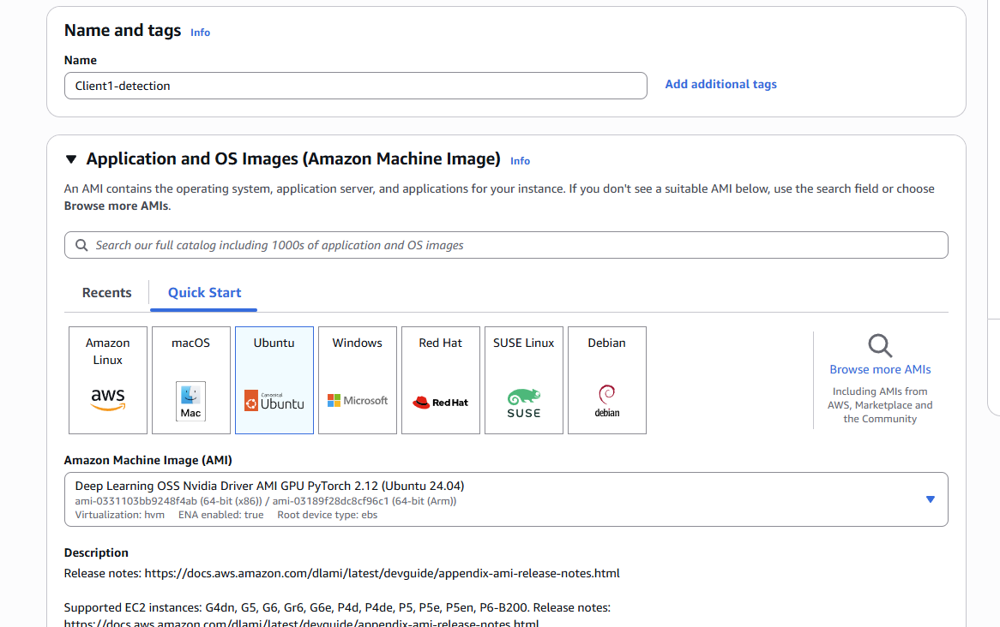 Name and tags Info
Name
Client1-detection
Add additional tags
Application and OS Images (Amazon Machine Image) Info
An AMI contains the operating system, application server, and applications for your instance. If you don't see a suitable AMI below, use the search field or choose
Browse more AMIs.
Search our full catalog including 1000s of application and OS images
Recents
Quick Start
Amazon
Linux
aws
macOS
Mac
Ubuntu
Canonical
Ubuntu
Windows
Microsoft
Red Hat
Red Hat
SUSE Linux
SUSE
Debian
debian
Browse more AMIs
Including AMIs from
AWS, Marketplace and
the Community
Amazon Machine Image (AMI)
Deep Learning OSS Nvidia Driver AMI GPU PyTorch 2.12 (Ubuntu 24.04)
ami-0331103bb9248f4ab (64-bit (x86)) / ami-03189f28dc8cf96c1 (64-bit (Arm))
Virtualization: hvm ENA enabled: true Root device type: ebs
Description
Release notes: https://docs.aws.amazon.com/dlami/latest/devguide/appendix-ami-release-notes.html
Supported EC2 instances: G4dn, G5, G6, Gr6, G6e, P4d, P4de, P5, P5e, P5en, P6-B200. Release notes:
https://docs.aws.amazon.com/dlami/latest/devguide/appendix-ami-release-notes.html